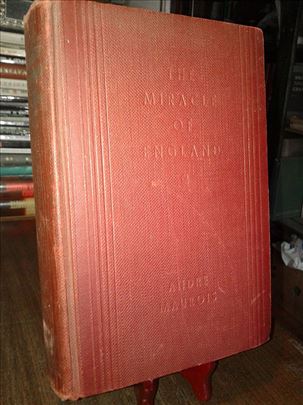 THE
MIRACLE
OF
ENGLAND
ANDRÉ
MAUROIS